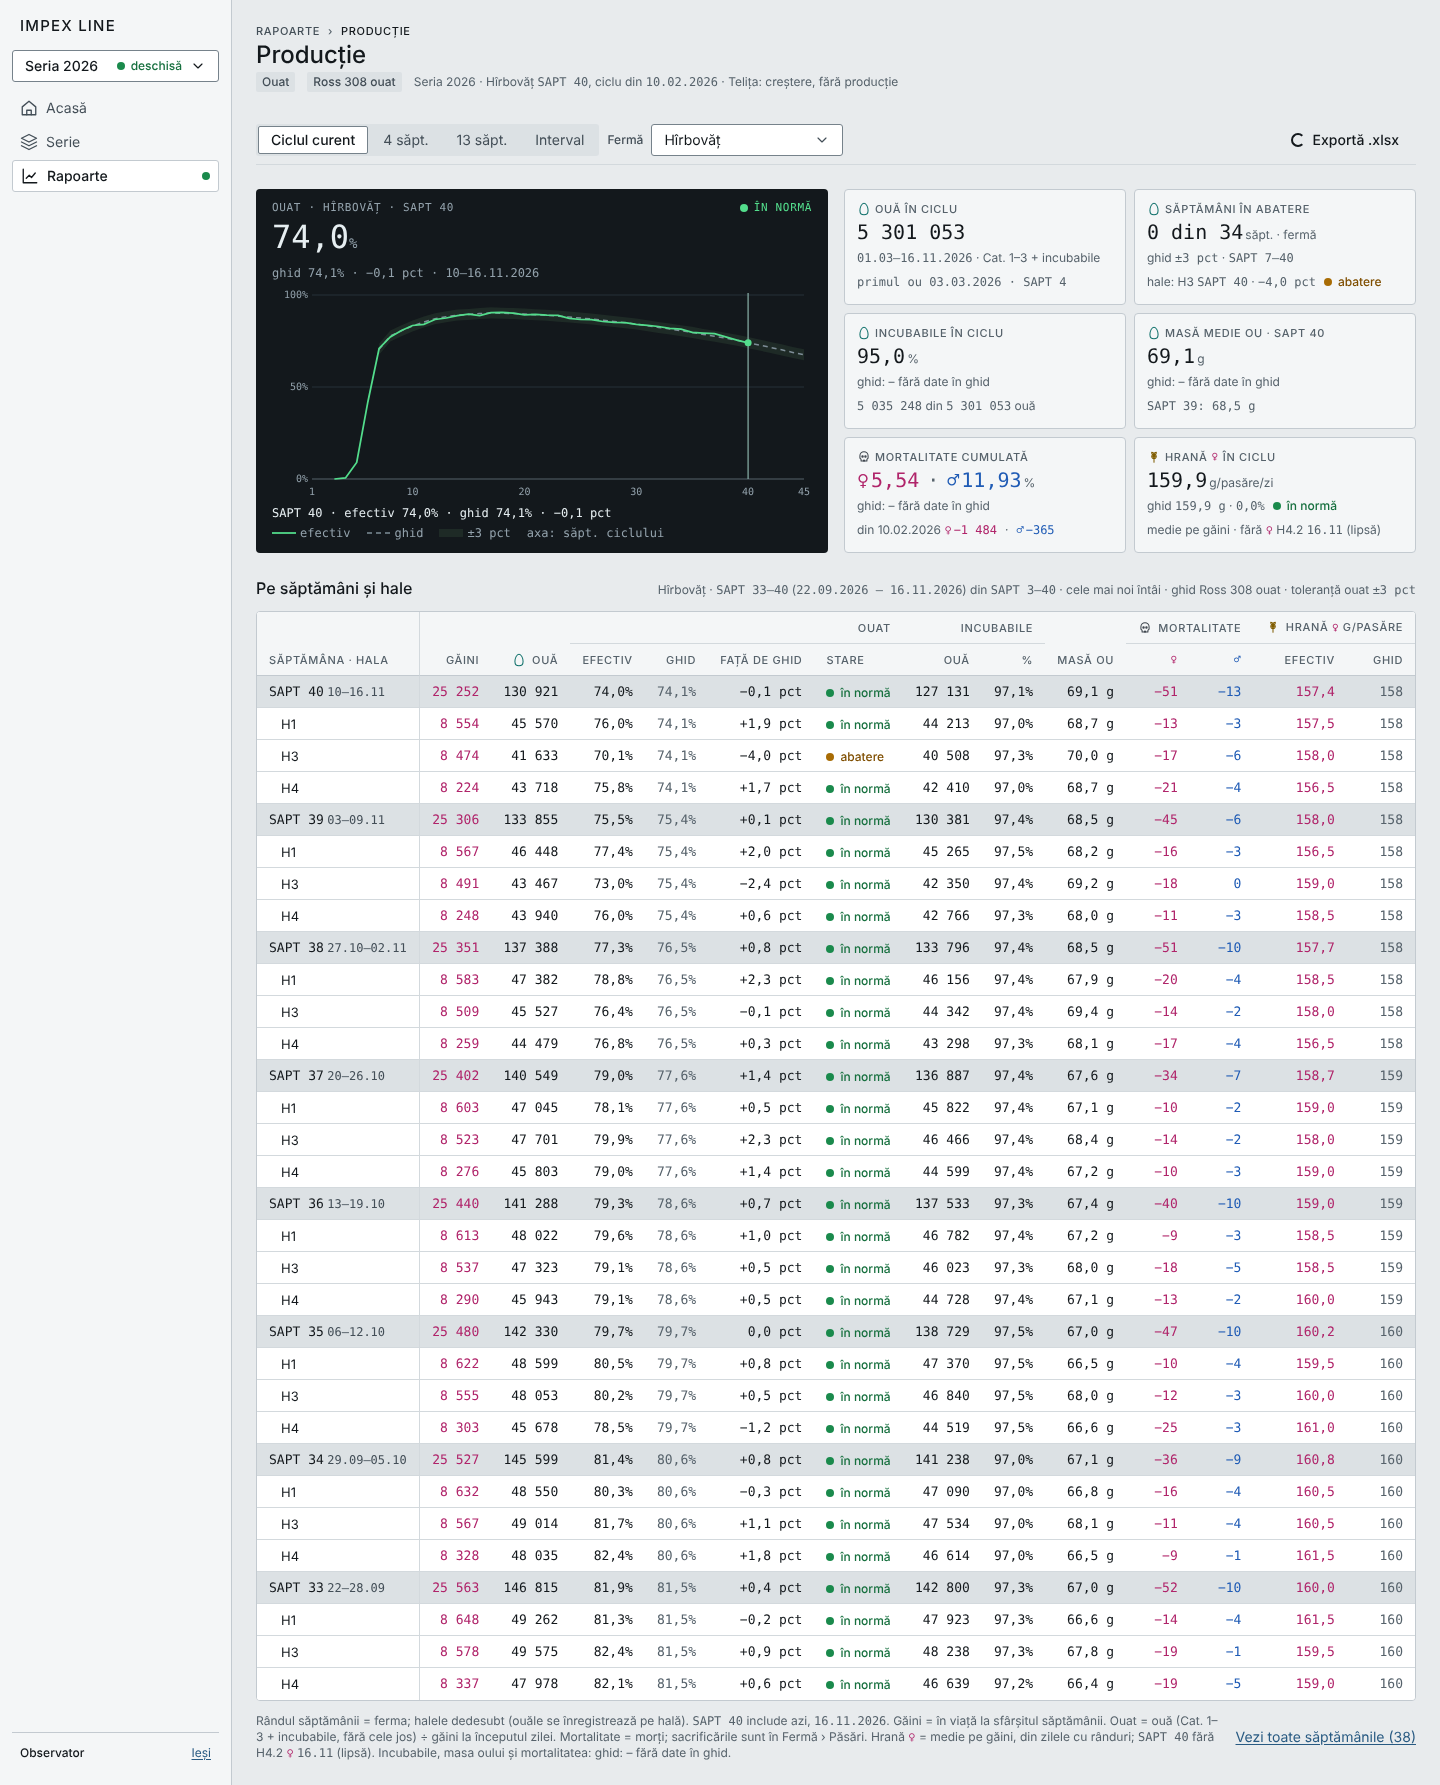 IMPEX LINE
Seria 2026 deschisă
Acasă
Serie
Rapoarte
RAPOARTE › PRODUCȚIE
Producție
Ouat Ross 308 ouat Seria 2026 · Hîrbovăț SAPT 40, ciclu din 10.02.2026 · Telița: creștere, fără producție
Ciclul curent 4 săpt. 13 săpt. Interval Fermă Hîrbovăț Exportă .xlsx
OUAT · HÎRBOVĂȚ · SAPT 40 ÎN NORMĂ
74,0%
ghid 74,1% · −0,1 pct · 10–16.11.2026
100%
50%
0%
1 10 20 30 40 45
SAPT 40 · efectiv 74,0% · ghid 74,1% · −0,1 pct
efectiv ghid ±3 pct axa: săpt. ciclului
OUĂ ÎN CICLU
5 301 053
01.03–16.11.2026 · Cat. 1–3 + incubabile
primul ou 03.03.2026 · SAPT 4
SĂPTĂMÂNI ÎN ABATERE
0 din 34 săpt. · fermă
ghid ±3 pct · SAPT 7–40
hale: H3 SAPT 40 · −4,0 pct abatere
INCUBABILE ÎN CICLU
95,0%
ghid: – fără date în ghid
5 035 248 din 5 301 053 ouă
MASĂ MEDIE OU · SAPT 40
69,1 g
ghid: – fără date în ghid
SAPT 39: 68,5 g
MORTALITATE CUMULATĂ
♀5,54 · ♂11,93%
ghid: – fără date în ghid
din 10.02.2026 ♀−1 484 · ♂−365
HRANĂ ♀ ÎN CICLU
159,9 g/pasăre/zi
ghid 159,9 g · 0,0% în normă
medie pe găini · fără ♀ H4.2 16.11 (lipsă)
Pe săptămâni și hale
Hîrbovăț · SAPT 33–40 (22.09.2026 – 16.11.2026) din SAPT 3–40 · cele mai noi întâi · ghid Ross 308 ouat · toleranță ouat ±3 pct
OUAT INCUBABILE MORTALITATE HRANĂ ♀ G/PASĂRE
SĂPTĂMÂNA · HALA GĂINI OUĂ EFECTIV GHID FAȚĂ DE GHID STARE OUĂ % MASĂ OU ♀ ♂ EFECTIV GHID
SAPT 40 10–16.11 25 252 130 921 74,0% 74,1% −0,1 pct în normă 127 131 97,1% 69,1 g −51 −13 157,4 158
H1 8 554 45 570 76,0% 74,1% +1,9 pct în normă 44 213 97,0% 68,7 g −13 −3 157,5 158
H3 8 474 41 633 70,1% 74,1% −4,0 pct abatere 40 508 97,3% 70,0 g −17 −6 158,0 158
H4 8 224 43 718 75,8% 74,1% +1,7 pct în normă 42 410 97,0% 68,7 g −21 −4 156,5 158
SAPT 39 03–09.11 25 306 133 855 75,5% 75,4% +0,1 pct în normă 130 381 97,4% 68,5 g −45 −6 158,0 158
H1 8 567 46 448 77,4% 75,4% +2,0 pct în normă 45 265 97,5% 68,2 g −16 −3 156,5 158
H3 8 491 43 467 73,0% 75,4% −2,4 pct în normă 42 350 97,4% 69,2 g −18 0 159,0 158
H4 8 248 43 940 76,0% 75,4% +0,6 pct în normă 42 766 97,3% 68,0 g −11 −3 158,5 158
SAPT 38 27.10–02.11 25 351 137 388 77,3% 76,5% +0,8 pct în normă 133 796 97,4% 68,5 g −51 −10 157,7 158
H1 8 583 47 382 78,8% 76,5% +2,3 pct în normă 46 156 97,4% 67,9 g −20 −4 158,5 158
H3 8 509 45 527 76,4% 76,5% −0,1 pct în normă 44 342 97,4% 69,4 g −14 −2 158,0 158
H4 8 259 44 479 76,8% 76,5% +0,3 pct în normă 43 298 97,3% 68,1 g −17 −4 156,5 158
SAPT 37 20–26.10 25 402 140 549 79,0% 77,6% +1,4 pct în normă 136 887 97,4% 67,6 g −34 −7 158,7 159
H1 8 603 47 045 78,1% 77,6% +0,5 pct în normă 45 822 97,4% 67,1 g −10 −2 159,0 159
H3 8 523 47 701 79,9% 77,6% +2,3 pct în normă 46 466 97,4% 68,4 g −14 −2 158,0 159
H4 8 276 45 803 79,0% 77,6% +1,4 pct în normă 44 599 97,4% 67,2 g −10 −3 159,0 159
SAPT 36 13–19.10 25 440 141 288 79,3% 78,6% +0,7 pct în normă 137 533 97,3% 67,4 g −40 −10 159,0 159
H1 8 613 48 022 79,6% 78,6% +1,0 pct în normă 46 782 97,4% 67,2 g −9 −3 158,5 159
H3 8 537 47 323 79,1% 78,6% +0,5 pct în normă 46 023 97,3% 68,0 g −18 −5 158,5 159
H4 8 290 45 943 79,1% 78,6% +0,5 pct în normă 44 728 97,4% 67,1 g −13 −2 160,0 159
SAPT 35 06–12.10 25 480 142 330 79,7% 79,7% 0,0 pct în normă 138 729 97,5% 67,0 g −47 −10 160,2 160
H1 8 622 48 599 80,5% 79,7% +0,8 pct în normă 47 370 97,5% 66,5 g −10 −4 159,5 160
H3 8 555 48 053 80,2% 79,7% +0,5 pct în normă 46 840 97,5% 68,0 g −12 −3 160,0 160
H4 8 303 45 678 78,5% 79,7% −1,2 pct în normă 44 519 97,5% 66,6 g −25 −3 161,0 160
SAPT 34 29.09–05.10 25 527 145 599 81,4% 80,6% +0,8 pct în normă 141 238 97,0% 67,1 g −36 −9 160,8 160
H1 8 632 48 550 80,3% 80,6% −0,3 pct în normă 47 090 97,0% 66,8 g −16 −4 160,5 160
H3 8 567 49 014 81,7% 80,6% +1,1 pct în normă 47 534 97,0% 68,1 g −11 −4 160,5 160
H4 8 328 48 035 82,4% 80,6% +1,8 pct în normă 46 614 97,0% 66,5 g −9 −1 161,5 160
SAPT 33 22–28.09 25 563 146 815 81,9% 81,5% +0,4 pct în normă 142 800 97,3% 67,0 g −52 −10 160,0 160
H1 8 648 49 262 81,3% 81,5% −0,2 pct în normă 47 923 97,3% 66,6 g −14 −4 161,5 160
H3 8 578 49 575 82,4% 81,5% +0,9 pct în normă 48 238 97,3% 67,8 g −19 −1 159,5 160
H4 8 337 47 978 82,1% 81,5% +0,6 pct în normă 46 639 97,2% 66,4 g −19 −5 159,0 160
Rândul săptămânii = ferma; halele dedesubt (ouăle se înregistrează pe hală). SAPT 40 include azi, 16.11.2026. Găini = în viață la sfârșitul săptămânii. Ouat = ouă (Cat. 1–
3 + incubabile, fără cele jos) ÷ găini la începutul zilei. Mortalitate = morți; sacrificările sunt în Fermă › Păsări. Hrană ♀ = medie pe găini, din zilele cu rânduri; SAPT 40 fără
H4.2 ♀ 16.11 (lipsă). Incubabile, masa oului și mortalitatea: ghid: – fără date în ghid.
Vezi toate săptămânile (38)
Observator Ieși